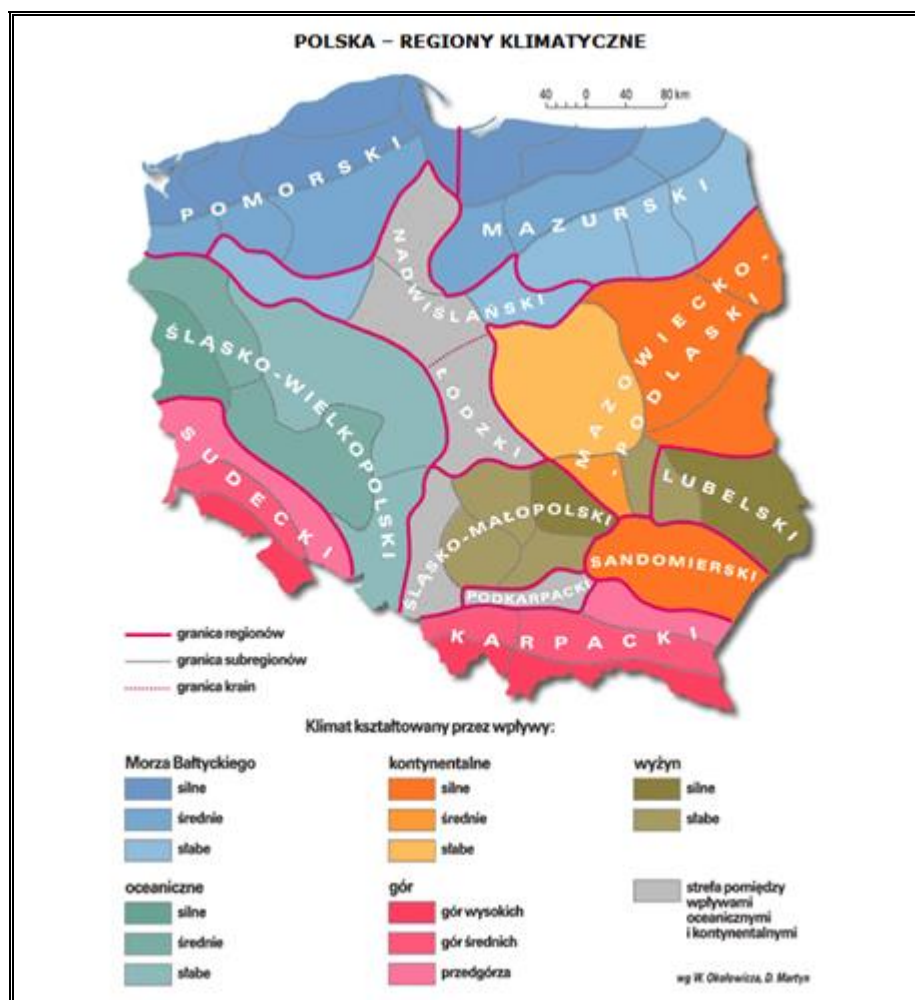 POLSKA – REGIONY KLIMATYCZNE
40 0 40 80 km
POMORSKI
MAZURSKI
NADWIŚLAŃSKI
MAZOWIECKO-
-PODLASKI
ŚLĄSKO-WIELKOPOLSKI
ŁÓDZKI
SUDECKI
LUBELSKI
ŚLĄSKO-MAŁOPOLSKI
SANDOMIERSKI
PODKARPACKI
KARPACKI
granica regionów
granica subregionów
granica krain
Klimat kształtowany przez wpływy:
Morza Bałtyckiego
silne
średnie
słabe
kontynentalne
silne
średnie
słabe
wyżyn
silne
słabe
oceaniczne
silne
średnie
słabe
gór
gór wysokich
gór średnich
przedgórza
strefa pomiędzy
wpływami
oceanicznymi
i kontynentalnymi
wg W. Okołowicza, D. Martyn